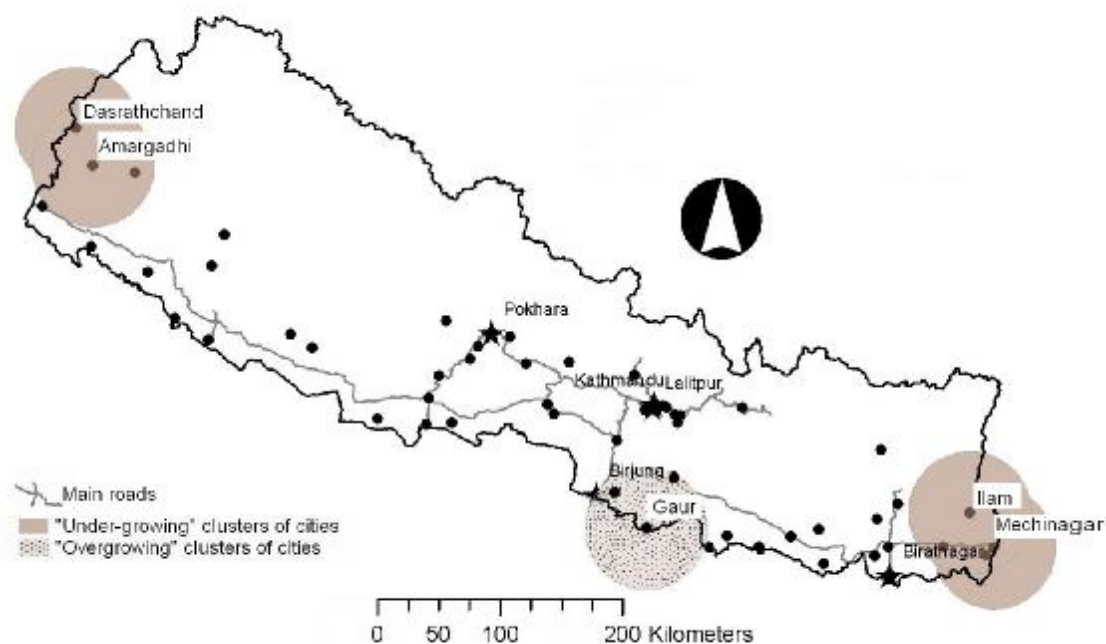 Dasrathchand
Amargadhi
Pokhara
Kathmandu Lalitpur
Birjung
Gaur
Ilam
Mechinagar
Biratnagar
Main roads
"Under-growing" clusters of cities
"Overgrowing" clusters of cities
0 50 100 200 Kilometers